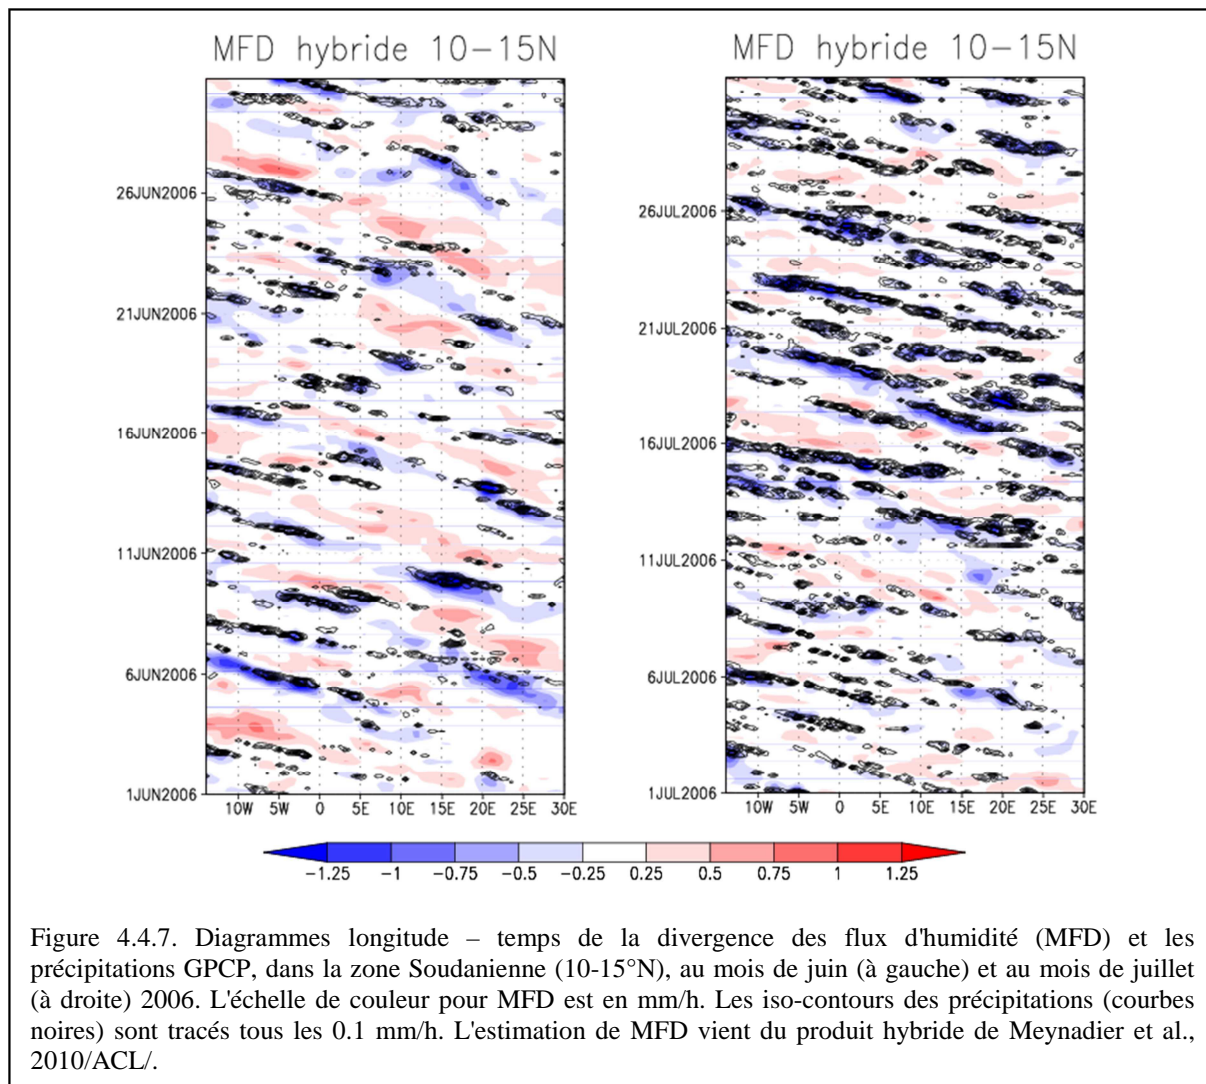 MFD hybride 10-15N
MFD hybride 10-15N
26JUN2006
21JUN2006
16JUN2006
11JUN2006
6JUN2006
1JUN2006
10W 5W 0 5E 10E 15E 20E 25E 30E
26JUL2006
21JUL2006
16JUL2006
11JUL2006
6JUL2006
1JUL2006
10W 5W 0 5E 10E 15E 20E 25E 30E
-1.25 -1 -0.75 -0.5 -0.25 0.25 0.5 0.75 1 1.25
Figure 4.4.7. Diagrammes longitude – temps de la divergence des flux d'humidité (MFD) et les
précipitations GPCP, dans la zone Soudanienne (10-15°N), au mois de juin (à gauche) et au mois de juillet
(à droite) 2006. L'échelle de couleur pour MFD est en mm/h. Les iso-contours des précipitations (courbes
noires) sont tracés tous les 0.1 mm/h. L'estimation de MFD vient du produit hybride de Meynadier et al.,
2010/ACL/.